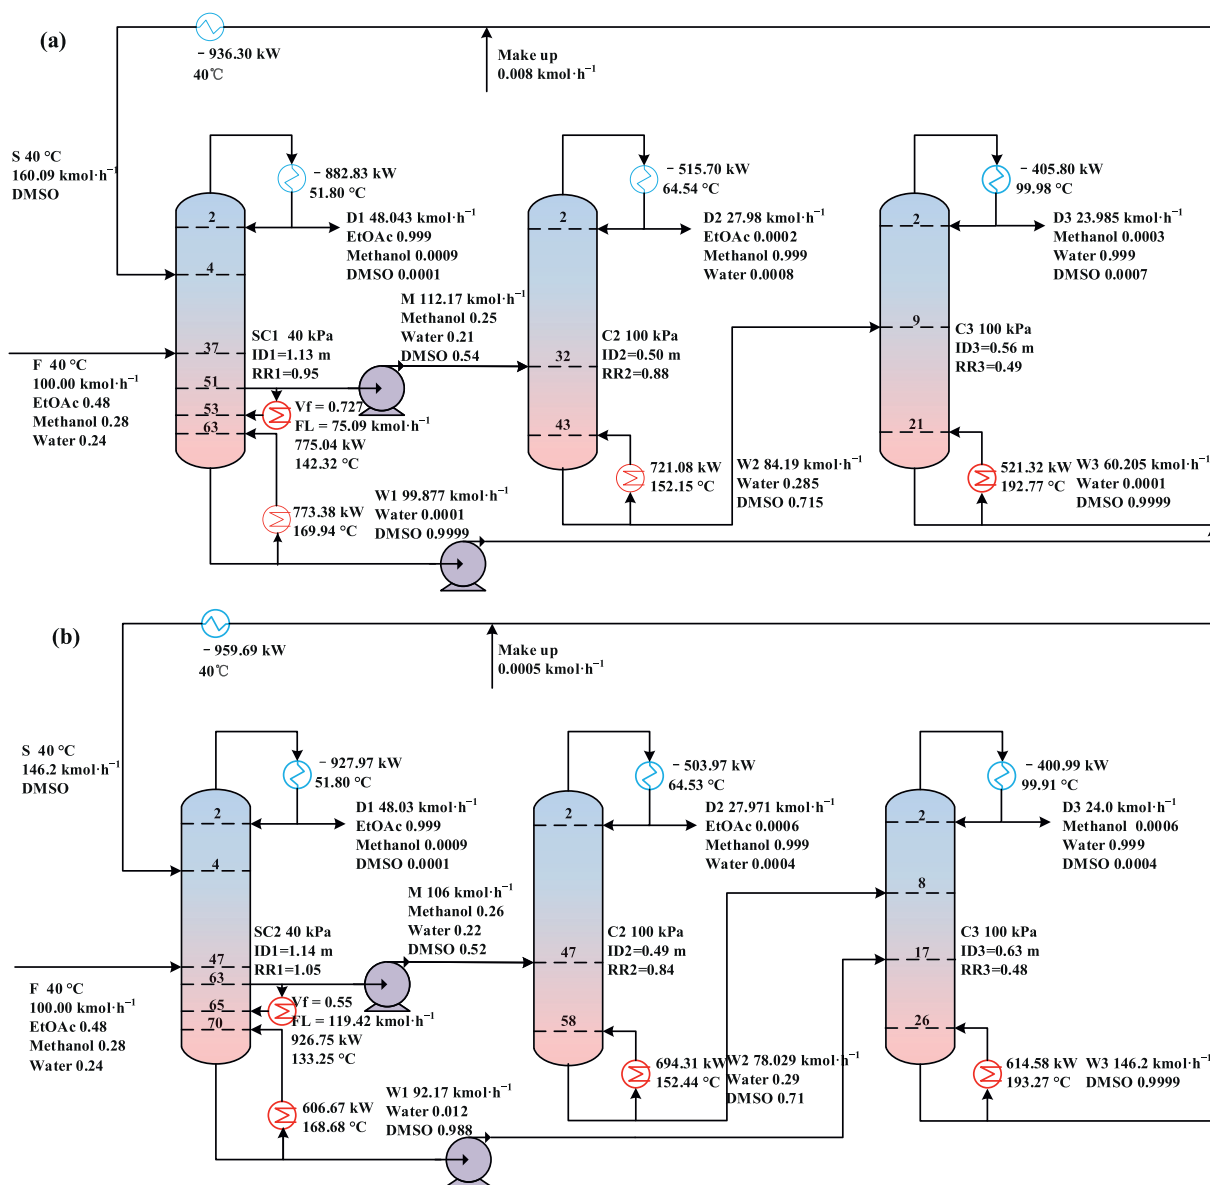 (a)
− 936.30 kW
40℃
Make up
0.008 kmol·h⁻¹
S 40 °C
160.09 kmol·h⁻¹
DMSO
− 882.83 kW
51.80 °C
D1 48.043 kmol·h⁻¹
EtOAc 0.999
Methanol 0.0009
DMSO 0.0001
− 515.70 kW
64.54 °C
D2 27.98 kmol·h⁻¹
EtOAc 0.0002
Methanol 0.999
Water 0.0008
− 405.80 kW
99.98 °C
D3 23.985 kmol·h⁻¹
Methanol 0.0003
Water 0.999
DMSO 0.0007
2
4
37
51
53
63
SC1 40 kPa
ID1=1.13 m
RR1=0.95
F 40 °C
100.00 kmol·h⁻¹
EtOAc 0.48
Methanol 0.28
Water 0.24
M 112.17 kmol·h⁻¹
Methanol 0.25
Water 0.21
DMSO 0.54
Vf = 0.727
FL = 75.09 kmol·h⁻¹
775.04 kW
142.32 °C
773.38 kW
169.94 °C
W1 99.877 kmol·h⁻¹
Water 0.0001
DMSO 0.9999
2
32
43
C2 100 kPa
ID2=0.50 m
RR2=0.88
721.08 kW
152.15 °C
W2 84.19 kmol·h⁻¹
Water 0.285
DMSO 0.715
2
9
21
C3 100 kPa
ID3=0.56 m
RR3=0.49
521.32 kW
192.77 °C
W3 60.205 kmol·h⁻¹
Water 0.0001
DMSO 0.9999
(b)
− 959.69 kW
40℃
Make up
0.0005 kmol·h⁻¹
S 40 °C
146.2 kmol·h⁻¹
DMSO
− 927.97 kW
51.80 °C
D1 48.03 kmol·h⁻¹
EtOAc 0.999
Methanol 0.0009
DMSO 0.0001
− 503.97 kW
64.53 °C
D2 27.971 kmol·h⁻¹
EtOAc 0.0006
Methanol 0.999
Water 0.0004
− 400.99 kW
99.91 °C
D3 24.0 kmol·h⁻¹
Methanol 0.0006
Water 0.999
DMSO 0.0004
2
4
47
63
65
70
SC2 40 kPa
ID1=1.14 m
RR1=1.05
F 40 °C
100.00 kmol·h⁻¹
EtOAc 0.48
Methanol 0.28
Water 0.24
M 106 kmol·h⁻¹
Methanol 0.26
Water 0.22
DMSO 0.52
Vf = 0.55
FL = 119.42 kmol·h⁻¹
926.75 kW
133.25 °C
606.67 kW
168.68 °C
W1 92.17 kmol·h⁻¹
Water 0.012
DMSO 0.988
2
47
58
C2 100 kPa
ID2=0.49 m
RR2=0.84
694.31 kW
152.44 °C
W2 78.029 kmol·h⁻¹
Water 0.29
DMSO 0.71
2
8
17
26
C3 100 kPa
ID3=0.63 m
RR3=0.48
614.58 kW
193.27 °C
W3 146.2 kmol·h⁻¹
DMSO 0.9999